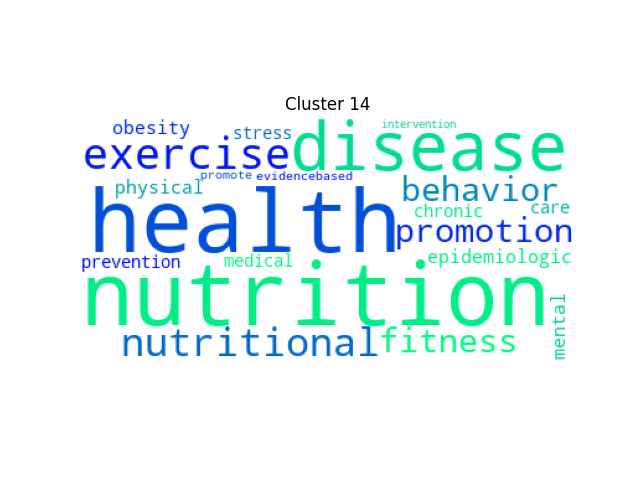 Cluster 14
obesity
stress
intervention
exercise
disease
promote
evidencebased
physical
behavior
health
chronic
care
promotion
prevention
medical
epidemiologic
nutrition
mental
nutritional
fitness